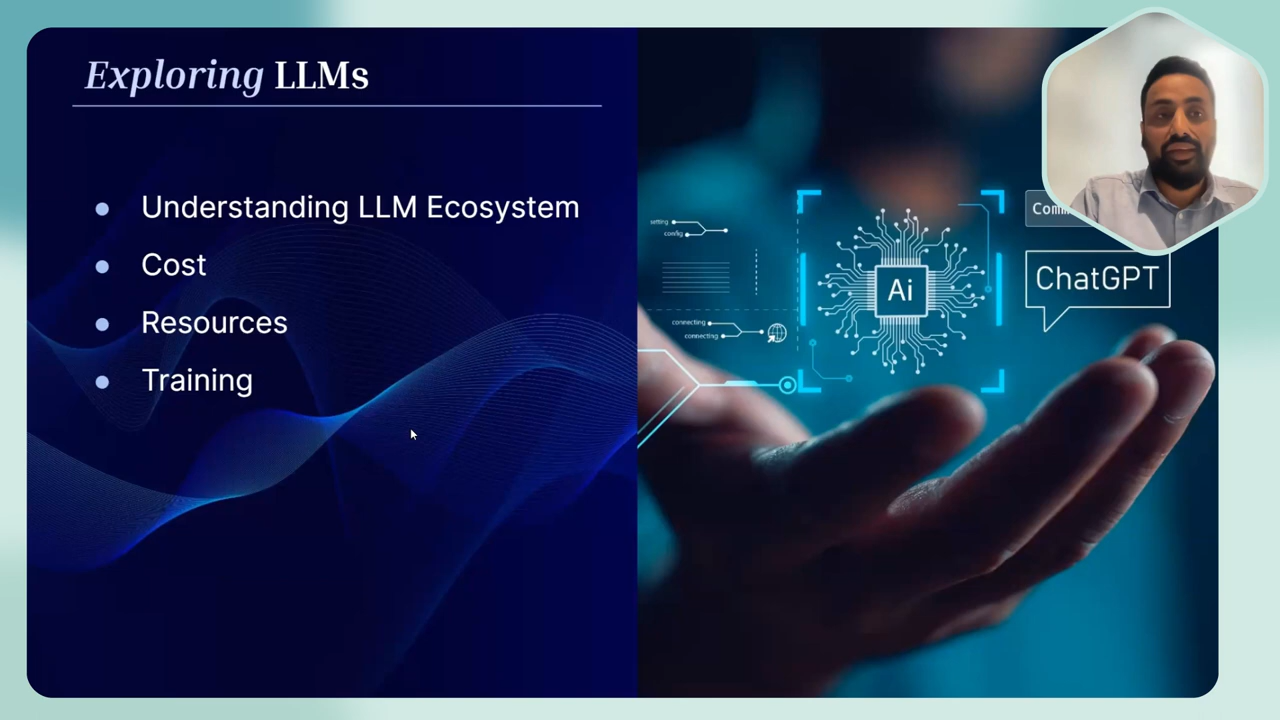 Exploring LLMs
Understanding LLM Ecosystem
Cost
Resources
Training
setting
config
connecting
connecting
Ai
ChatGPT